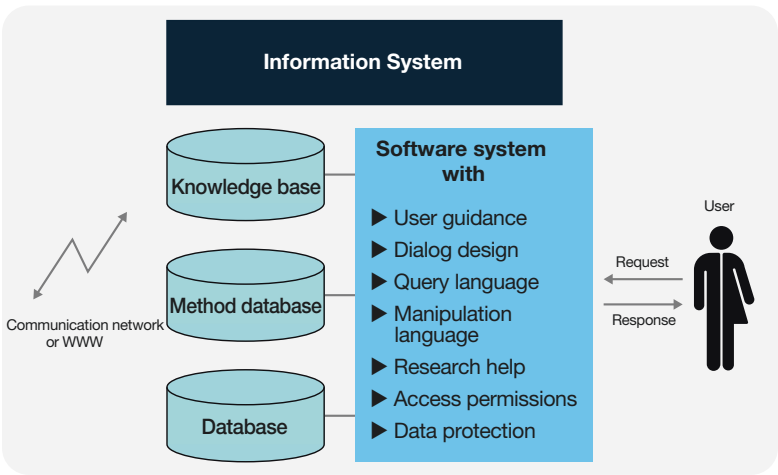 Information System
Knowledge base
Method database
Database
Software system
with
▶ User guidance
▶ Dialog design
▶ Query language
▶ Manipulation
language
▶ Research help
▶ Access permissions
▶ Data protection
Communication network
or WWW
User
Request
Response